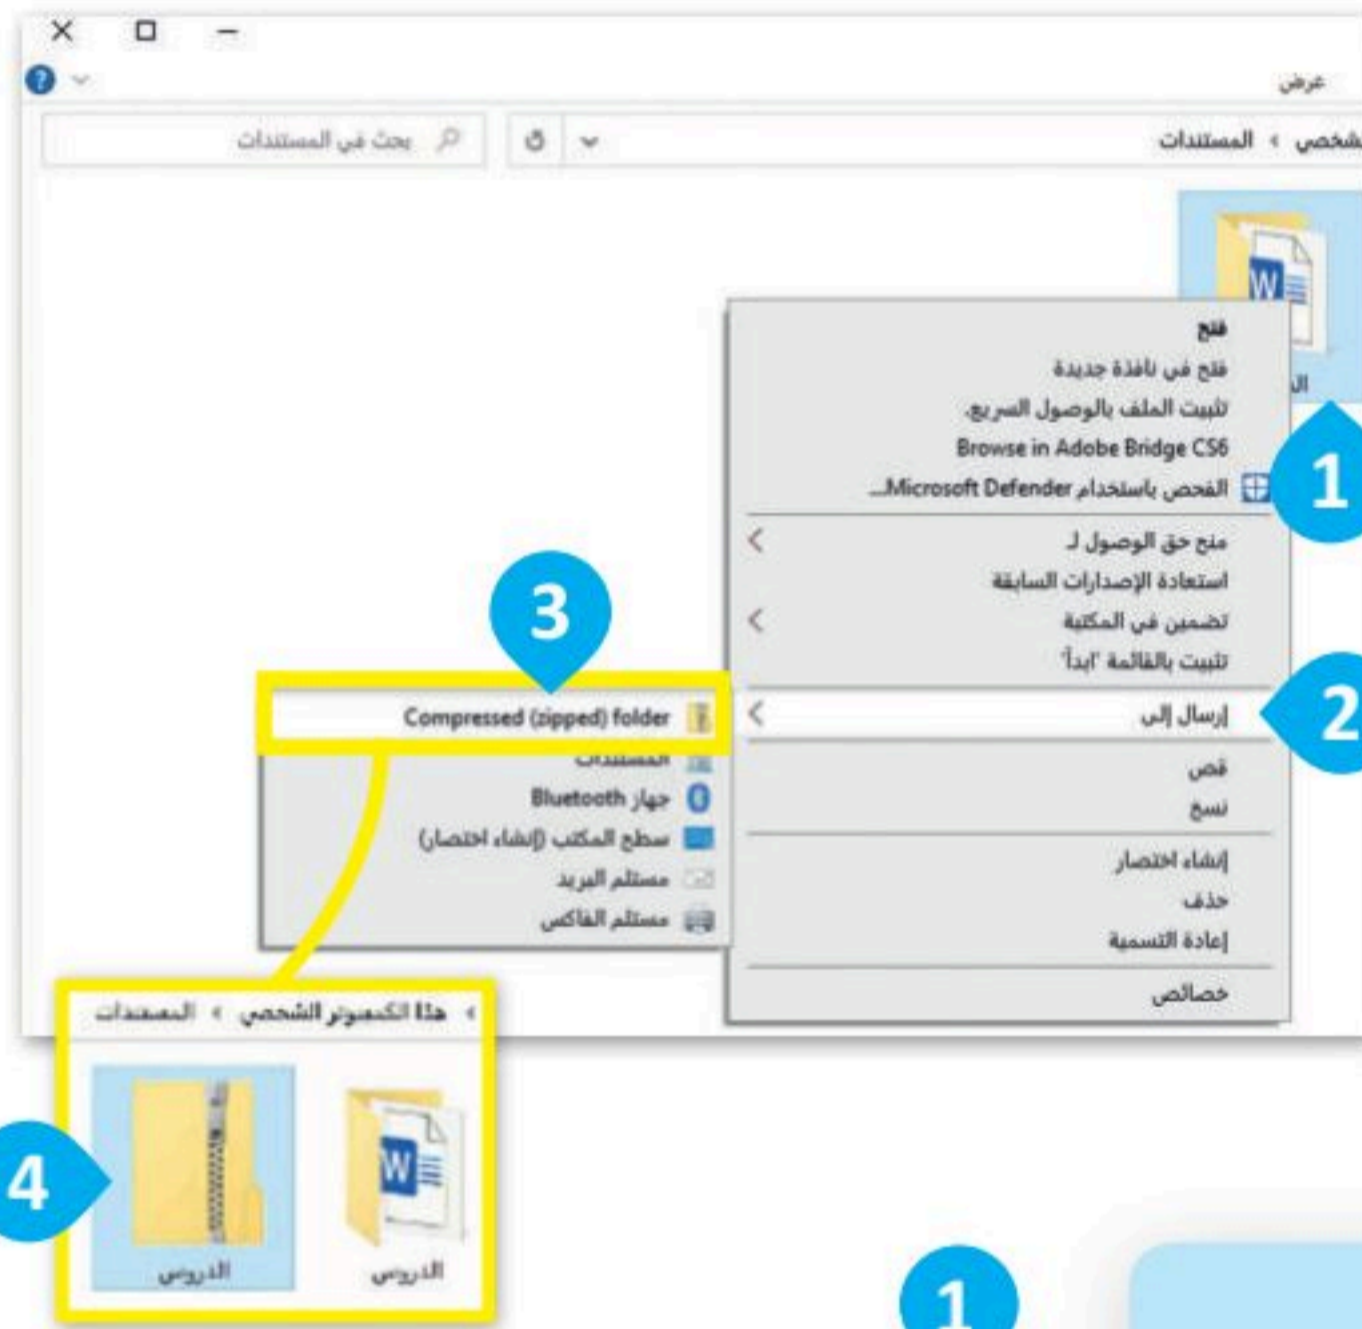 عرض
المستندات
بحث في المستندات
فتح
فتح في نافذة جديدة
تثبيت الملف بالوصول السريع.
Browse in Adobe Bridge CS6
الفحص باستخدام Microsoft Defender...
منح حق الوصول لـ
استعادة الإصدارات السابقة
تضمين في المكتبة
تثبيت بالقائمة "ابدأ"
إرسال إلى
قص
نسخ
إنشاء اختصار
حذف
إعادة التسمية
خصائص
1
2
3
Compressed (zipped) folder
المستندات
جهاز Bluetooth
سطح المكتب (إنشاء اختصار)
مستلم البريد
مستلم الفاكس
هذا الكمبيوتر الشخصي › المستندات
الدروس
الدروس
4
1